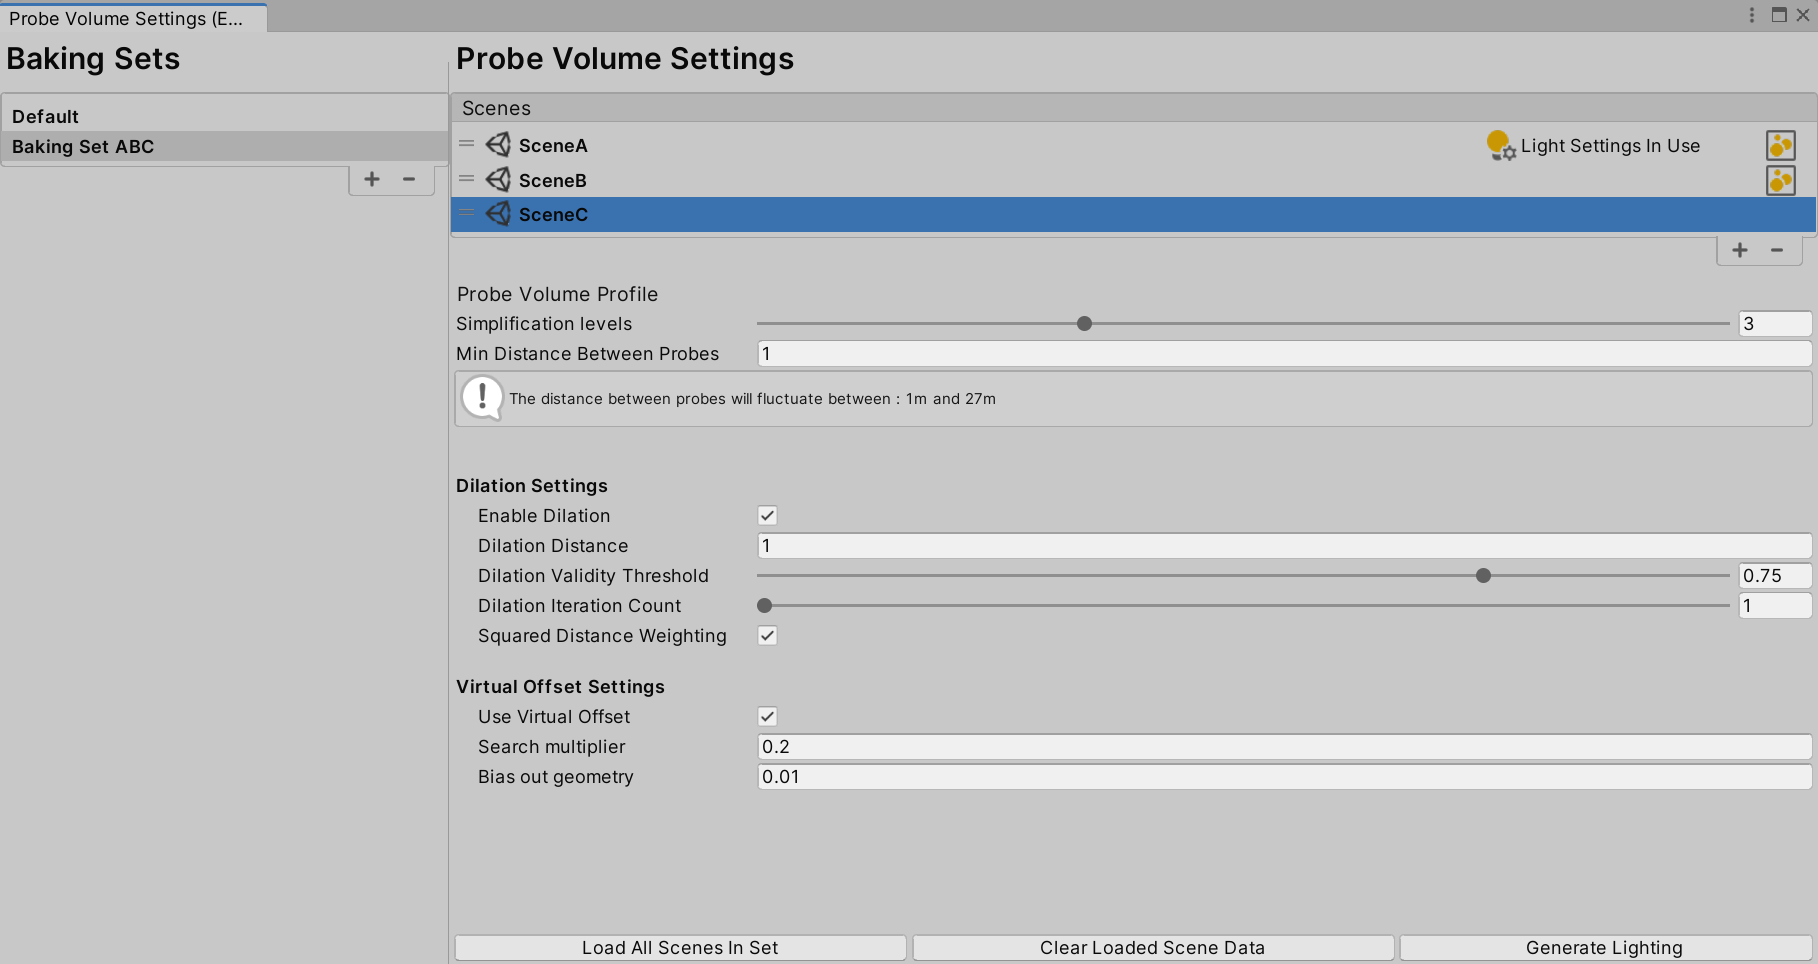 Probe Volume Settings (E...
Baking Sets
Default
Baking Set ABC
+ -
Probe Volume Settings
Scenes
SceneA Light Settings In Use
SceneB
SceneC
+ -
Probe Volume Profile
Simplification levels 3
Min Distance Between Probes 1
The distance between probes will fluctuate between : 1m and 27m
Dilation Settings
Enable Dilation
Dilation Distance 1
Dilation Validity Threshold 0.75
Dilation Iteration Count 1
Squared Distance Weighting
Virtual Offset Settings
Use Virtual Offset
Search multiplier 0.2
Bias out geometry 0.01
Load All Scenes In Set Clear Loaded Scene Data Generate Lighting